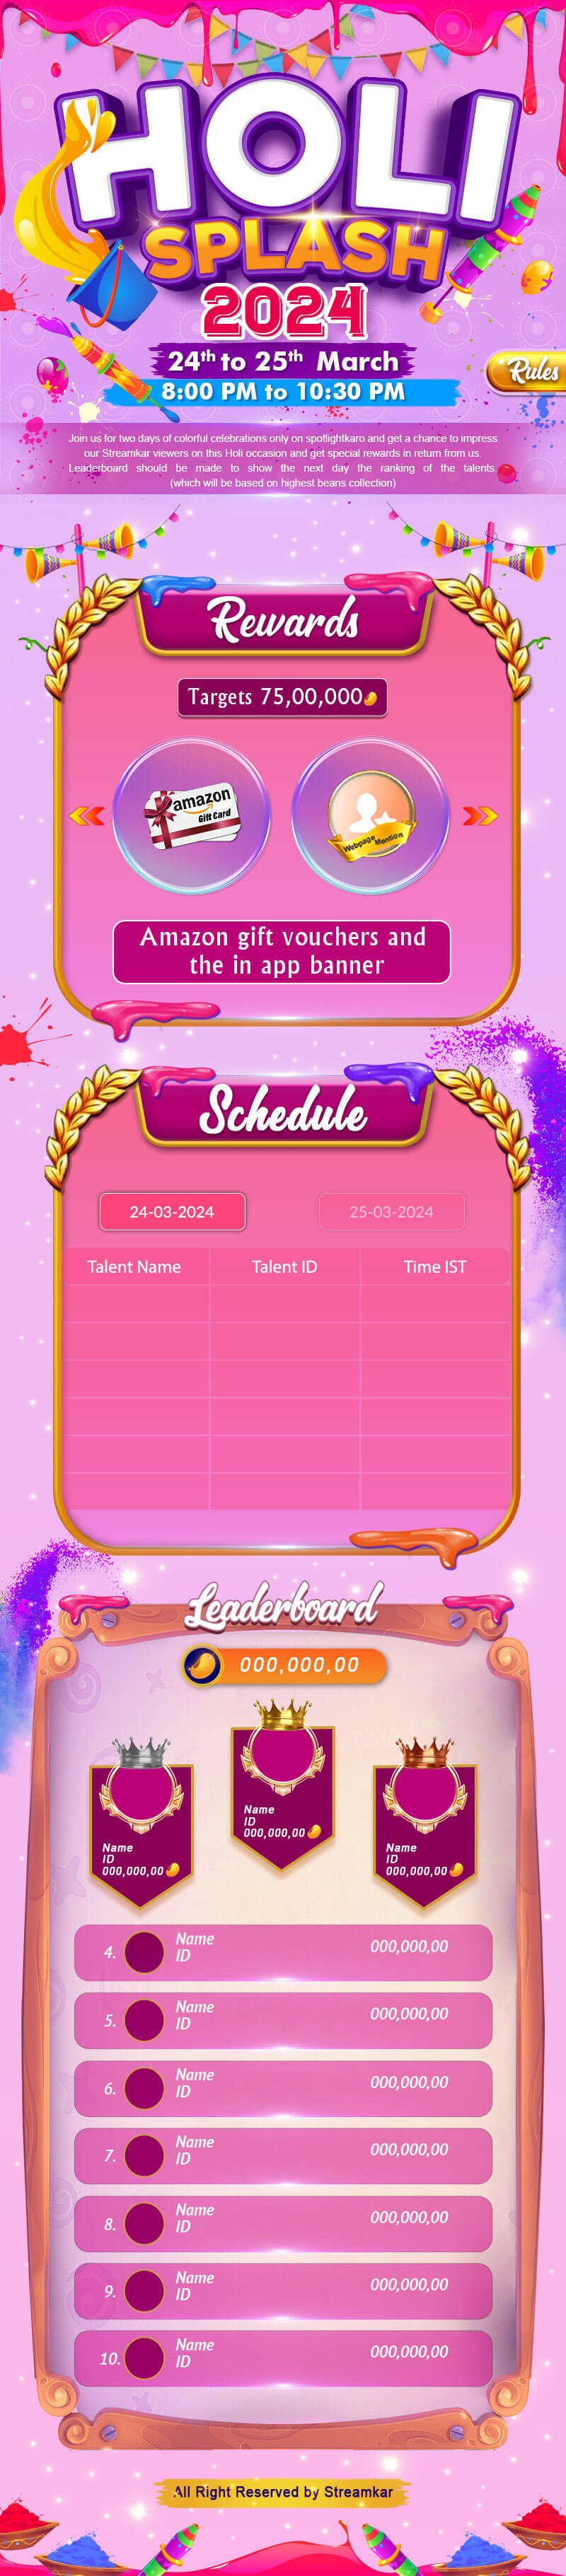 HOLI
SPLASH
2024
24th to 25th March
8:00 PM to 10:30 PM
Rules
Join us for two days of colorful celebrations only on spotlightkaro and get a chance to impress
our Streamkar viewers on this Holi occasion and get special rewards in return from us.
Leaderboard should be made to show the next day the ranking of the talents.
(which will be based on highest beans collection)
Rewards
Targets 75,00,000
amazon
Gift Card
Webpage Mention
Amazon gift vouchers and
the in app banner
Schedule
24-03-2024 25-03-2024
Talent Name Talent ID Time IST
Leaderboard
000,000,00
Name
ID
000,000,00
Name
ID
000,000,00
Name
ID
000,000,00
4. Name 000,000,00
ID
5. Name 000,000,00
ID
6. Name 000,000,00
ID
7. Name 000,000,00
ID
8. Name 000,000,00
ID
9. Name 000,000,00
ID
10. Name 000,000,00
ID
All Right Reserved by Streamkar